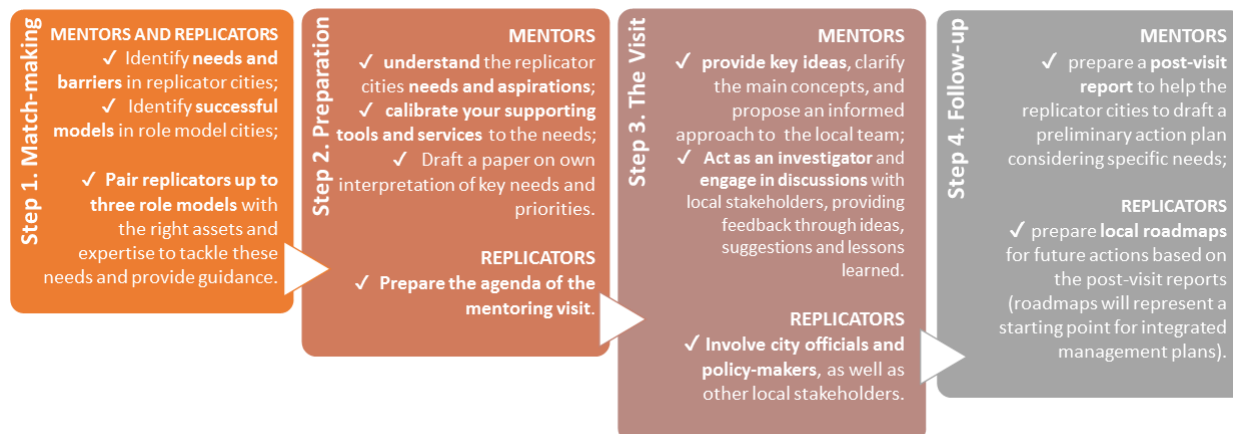 Step 1. Match-making
MENTORS AND REPLICATORS
✓ Identify needs and
barriers in replicator cities;
✓ Identify successful
models in role model cities;
✓ Pair replicators up to
three role models with
the right assets and
expertise to tackle these
needs and provide guidance.
Step 2. Preparation
MENTORS
✓ understand the replicator
cities needs and aspirations;
✓ calibrate your supporting
tools and services to the needs;
✓ Draft a paper on own
interpretation of key needs and
priorities.
REPLICATORS
✓ Prepare the agenda of the
mentoring visit.
Step 3. The Visit
MENTORS
✓ provide key ideas, clarify
the main concepts, and
propose an informed
approach to the local team;
✓ Act as an investigator and
engage in discussions with
local stakeholders, providing
feedback through ideas,
suggestions and lessons
learned.
REPLICATORS
✓ Involve city officials and
policy-makers, as well as
other local stakeholders.
Step 4. Follow-up
MENTORS
✓ prepare a post-visit
report to help the
replicator cities to draft a
preliminary action plan
considering specific needs;
REPLICATORS
✓ prepare local roadmaps
for future actions based on
the post-visit reports
(roadmaps will represent a
starting point for integrated
management plans).